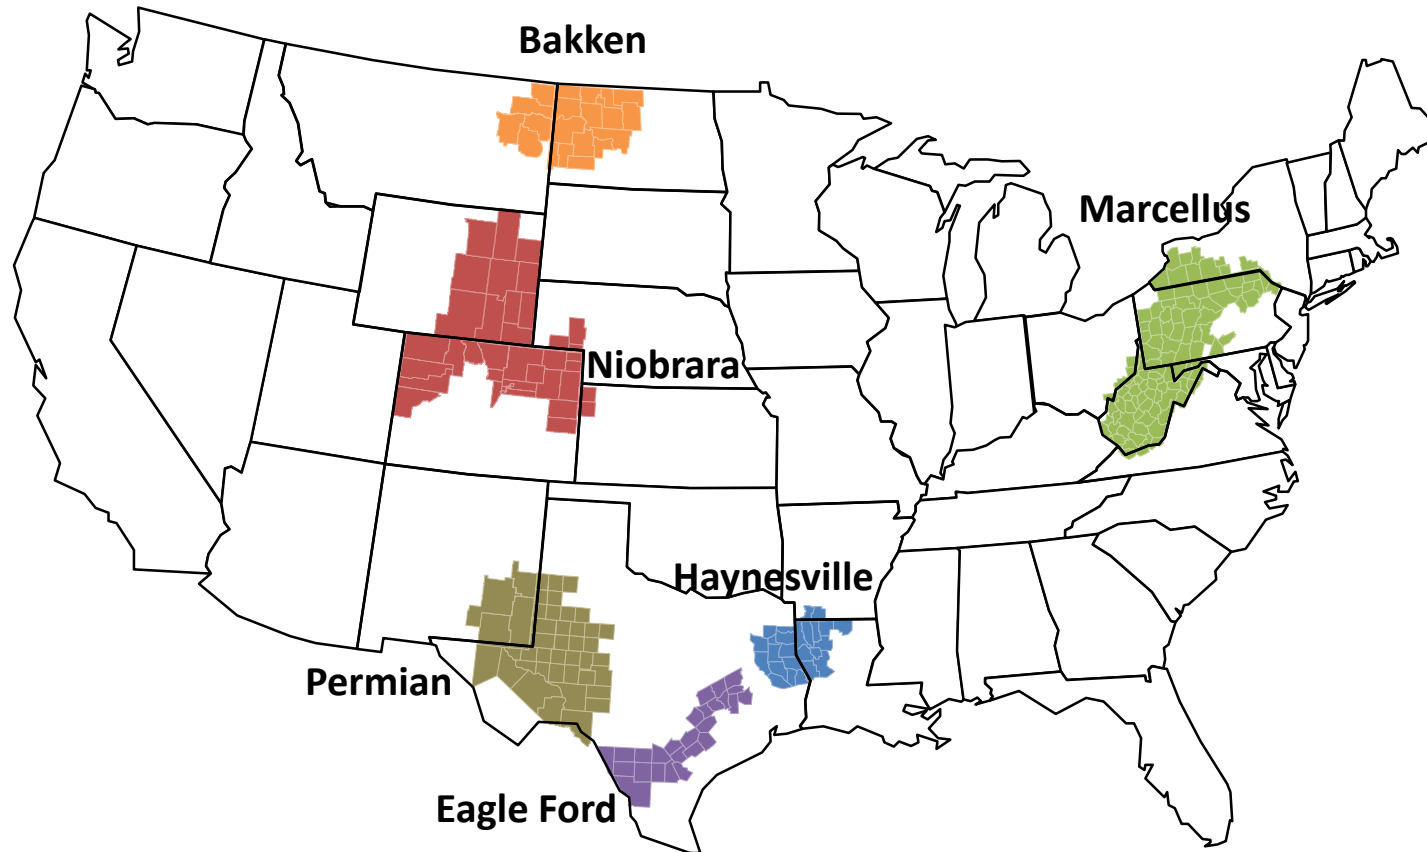 Bakken
Marcellus
Niobrara
Haynesville
Permian
Eagle Ford